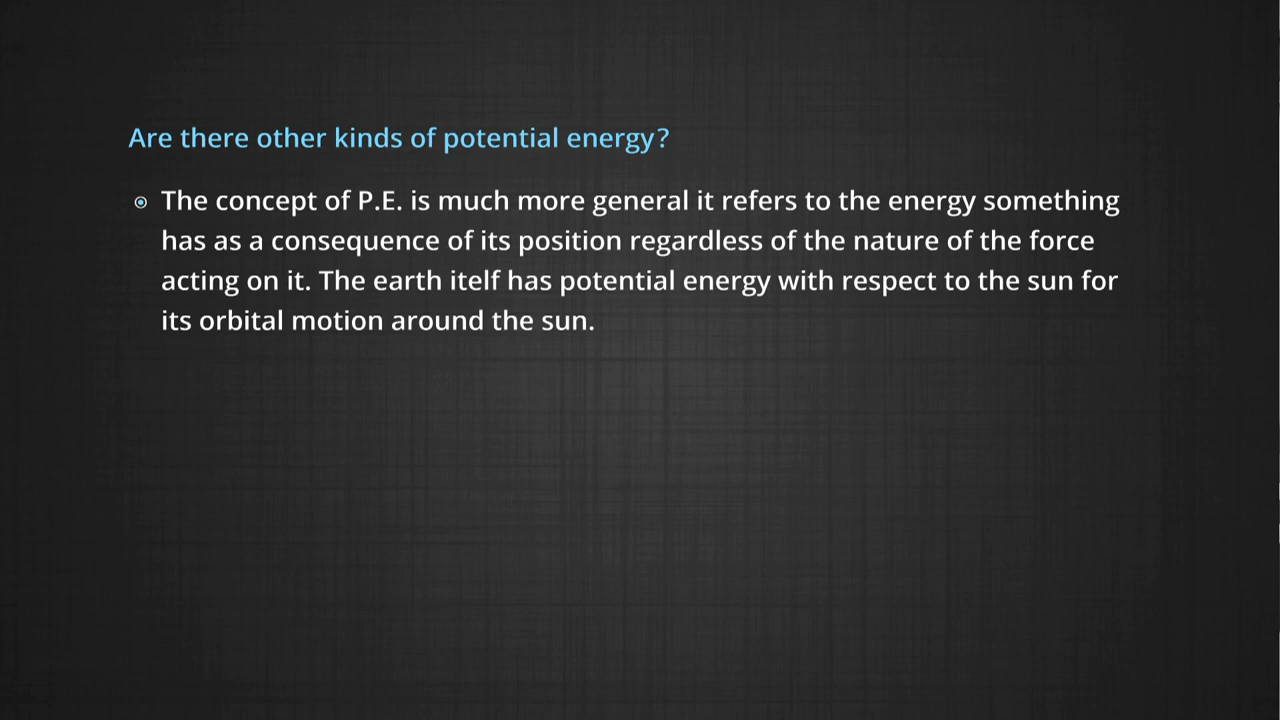 Are there other kinds of potential energy?
The concept of P.E. is much more general it refers to the energy something
has as a consequence of its position regardless of the nature of the force
acting on it. The earth itelf has potential energy with respect to the sun for
its orbital motion around the sun.